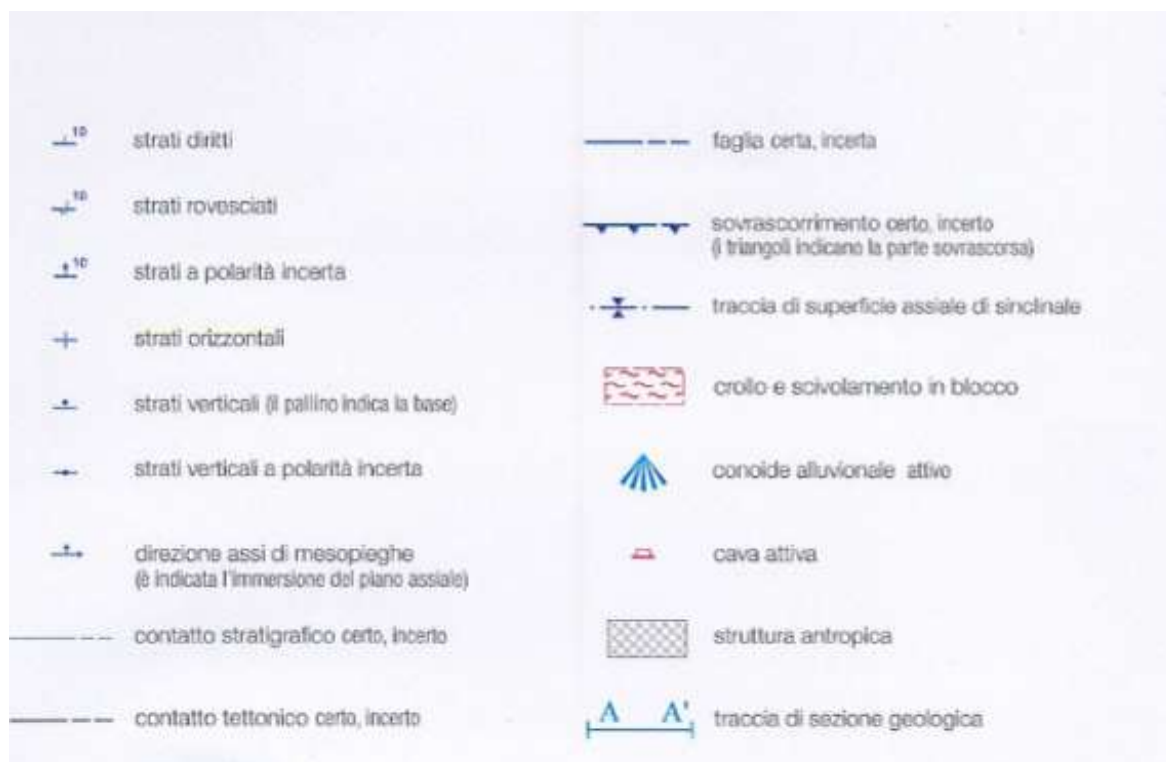 10
strati diritti
10
strati rovesciati
10
strati a polarità incerta
strati orizzontali
strati verticali (il pallino indica la base)
strati verticali a polarità incerta
direzione assi di mesopieghe
(è indicata l'immersione del piano assiale)
contatto stratigrafico certo, incerto
contatto tettonico certo, incerto
faglia certa, incerta
sovrascorrimento certo, incerto
(i triangoli indicano la parte sovrascorsa)
traccia di superficie assiale di sinclinale
crollo e scivolamento in blocco
conoide alluvionale attivo
cava attiva
struttura antropica
A A'
traccia di sezione geologica